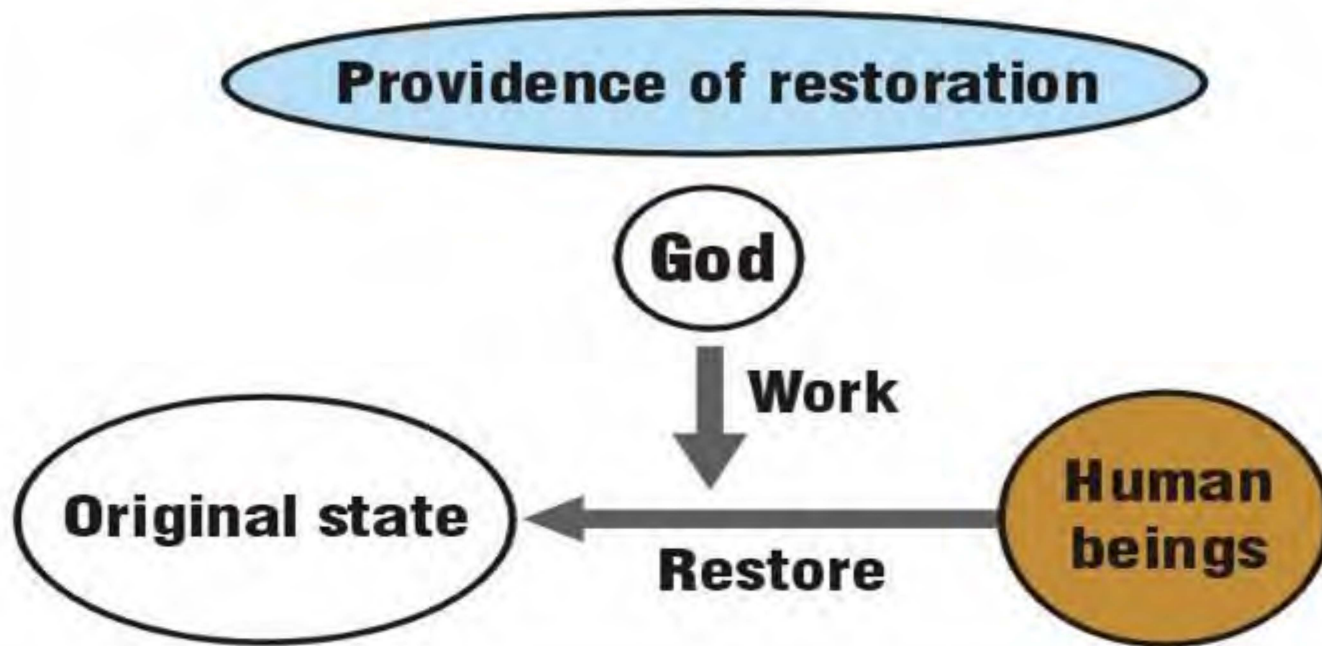 Providence of restoration
God
Work
Original state
Human
beings
Restore